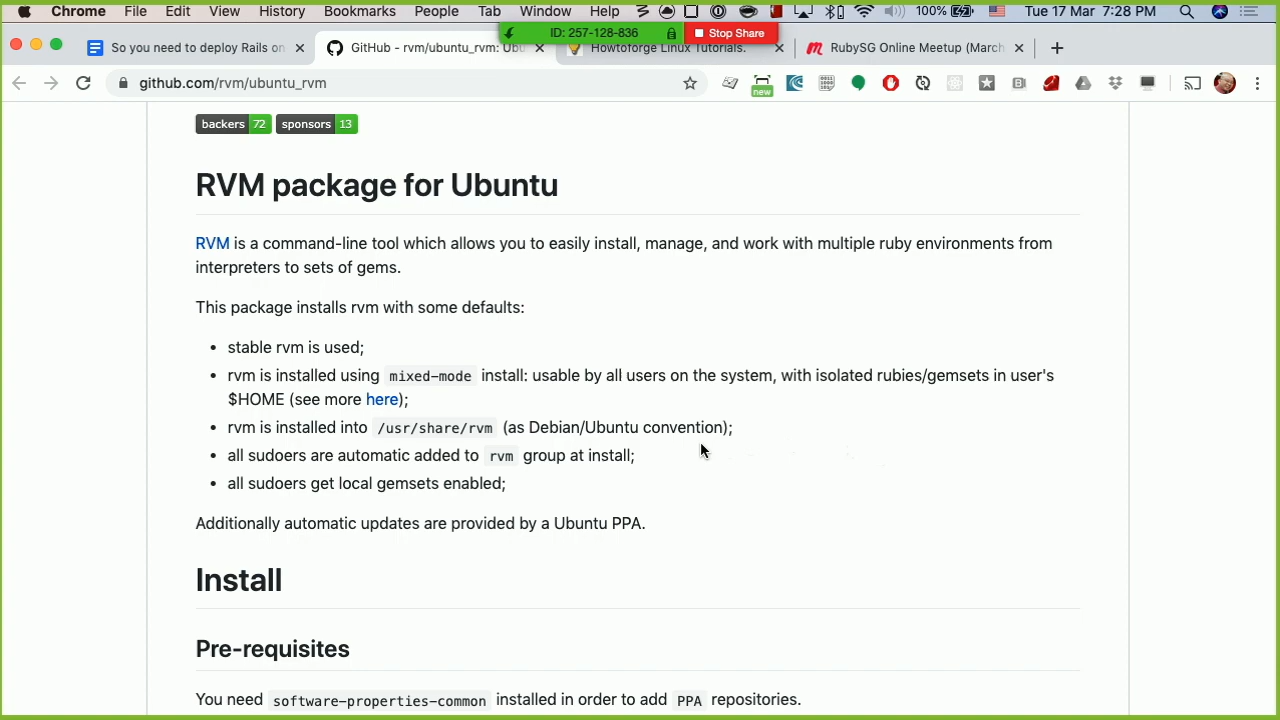 Chrome File Edit View History Bookmarks People Tab Window Help 100% Tue 17 Mar 7:28 PM
ID: 257-128-836 Stop Share
So you need to deploy Rails on GitHub - rvm/ubuntu_rvm: Ubu Howtoforge Linux Tutorials. RubySG Online Meetup (March
github.com/rvm/ubuntu_rvm
new
backers 72 sponsors 13
RVM package for Ubuntu
RVM is a command-line tool which allows you to easily install, manage, and work with multiple ruby environments from
interpreters to sets of gems.
This package installs rvm with some defaults:
• stable rvm is used;
• rvm is installed using mixed-mode install: usable by all users on the system, with isolated rubies/gemsets in user's
$HOME (see more here);
• rvm is installed into /usr/share/rvm (as Debian/Ubuntu convention);
• all sudoers are automatic added to rvm group at install;
• all sudoers get local gemsets enabled;
Additionally automatic updates are provided by a Ubuntu PPA.
Install
Pre-requisites
You need software-properties-common installed in order to add PPA repositories.